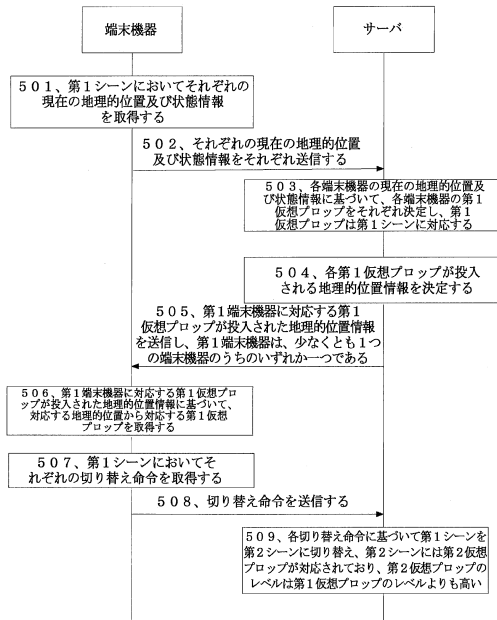 端末機器
サーバ
501、第1シーンにおいてそれぞれの
現在の地理的位置及び状態情報
を取得する
502、それぞれの現在の地理的位置
及び状態情報をそれぞれ送信する
503、各端末機器の現在の地理的位置及
び状態情報に基づいて、各端末機器の第1
仮想プロップをそれぞれ決定し、第1
仮想プロップは第1シーンに対応する
504、各第1仮想プロップが投入
される地理的位置情報を決定する
505、第1端末機器に対応する第1
仮想プロップが投入された地理的位置情報
を送信し、第1端末機器は、少なくとも1つ
の端末機器のうちのいずれか一つである
506、第1端末機器に対応する第1仮想プロ
ップが投入された地理的位置情報に基づいて、
対応する地理的位置から対応する第1仮想
プロップを取得する
507、第1シーンにおいてそ
れぞれの切り替え命令を取得する
508、切り替え命令を送信する
509、各切り替え命令に基づいて第1シーンを
第2シーンに切り替え、第2シーンには第2仮想
プロップが対応されており、第2仮想プロップの
レベルは第1仮想プロップのレベルよりも高い